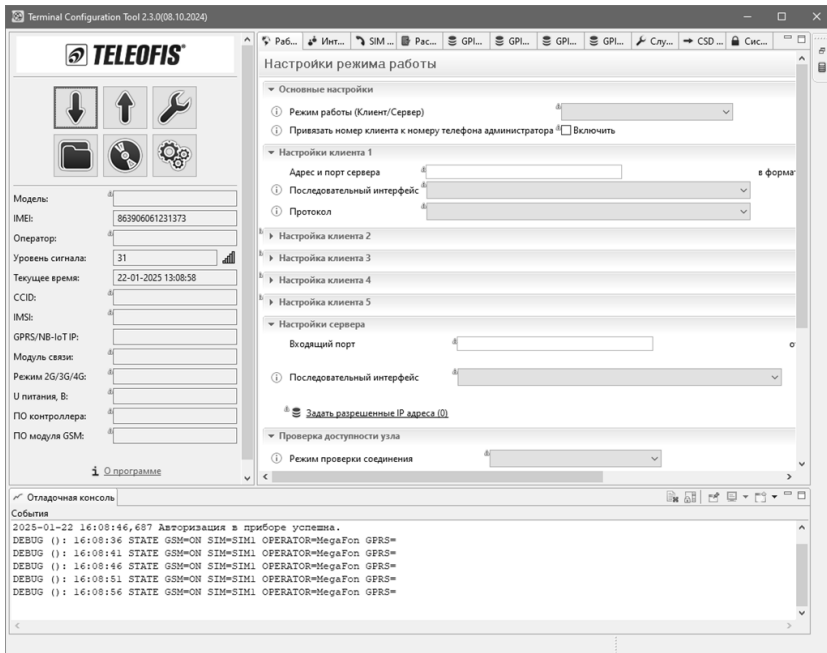 Terminal Configuration Tool 2.3.0(08.10.2024)
TELEOFIS®
Модель:
IMEI: 863906061231373
Оператор:
Уровень сигнала: 31
Текущее время: 22-01-2025 13:08:58
CCID:
IMSI:
GPRS/NB-IoT IP:
Модуль связи:
Режим 2G/3G/4G:
U питания, В:
ПО контроллера:
ПО модуля GSM:
О программе
Раб... Инт... SIM ... Рас... GPI... GPI... GPI... GPI... Слу... CSD ... Сис...
Настройки режима работы
Основные настройки
Режим работы (Клиент/Сервер)
Привязать номер клиента к номеру телефона администратора Включить
Настройки клиента 1
Адрес и порт сервера в формат
Последовательный интерфейс
Протокол
Настройка клиента 2
Настройка клиента 3
Настройка клиента 4
Настройка клиента 5
Настройки сервера
Входящий порт о
Последовательный интерфейс
Задать разрешенные IP адреса (0)
Проверка доступности узла
Режим проверки соединения
Отладочная консоль
События
2025-01-22 16:08:46,687 Авторизация в приборе успешна.
DEBUG (): 16:08:36 STATE GSM=ON SIM=SIM1 OPERATOR=MegaFon GPRS=
DEBUG (): 16:08:41 STATE GSM=ON SIM=SIM1 OPERATOR=MegaFon GPRS=
DEBUG (): 16:08:46 STATE GSM=ON SIM=SIM1 OPERATOR=MegaFon GPRS=
DEBUG (): 16:08:51 STATE GSM=ON SIM=SIM1 OPERATOR=MegaFon GPRS=
DEBUG (): 16:08:56 STATE GSM=ON SIM=SIM1 OPERATOR=MegaFon GPRS=